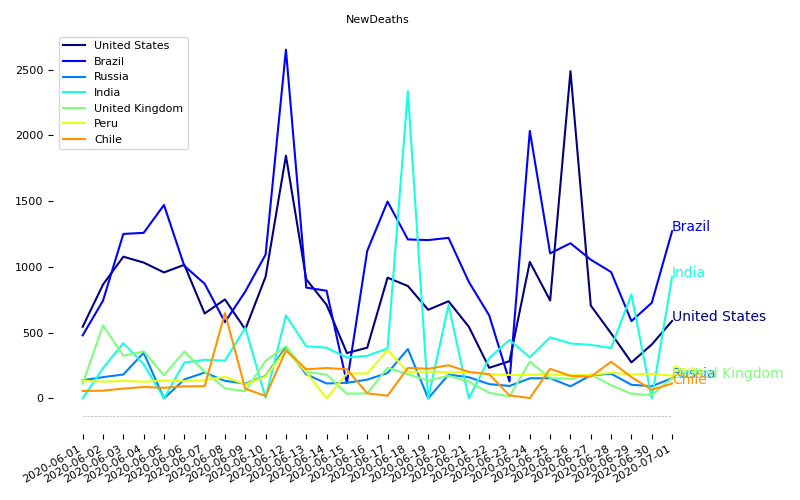 NewDeaths
United States
Brazil
Russia
India
United Kingdom
Peru
Chile
2500
2000
1500
1000
500
0
Brazil
India
United States
Russia
United Kingdom
Chile
2020-06-01
2020-06-02
2020-06-03
2020-06-04
2020-06-05
2020-06-06
2020-06-07
2020-06-08
2020-06-09
2020-06-10
2020-06-12
2020-06-13
2020-06-14
2020-06-15
2020-06-16
2020-06-17
2020-06-18
2020-06-19
2020-06-20
2020-06-21
2020-06-22
2020-06-23
2020-06-24
2020-06-25
2020-06-26
2020-06-27
2020-06-28
2020-06-29
2020-06-30
2020-07-01